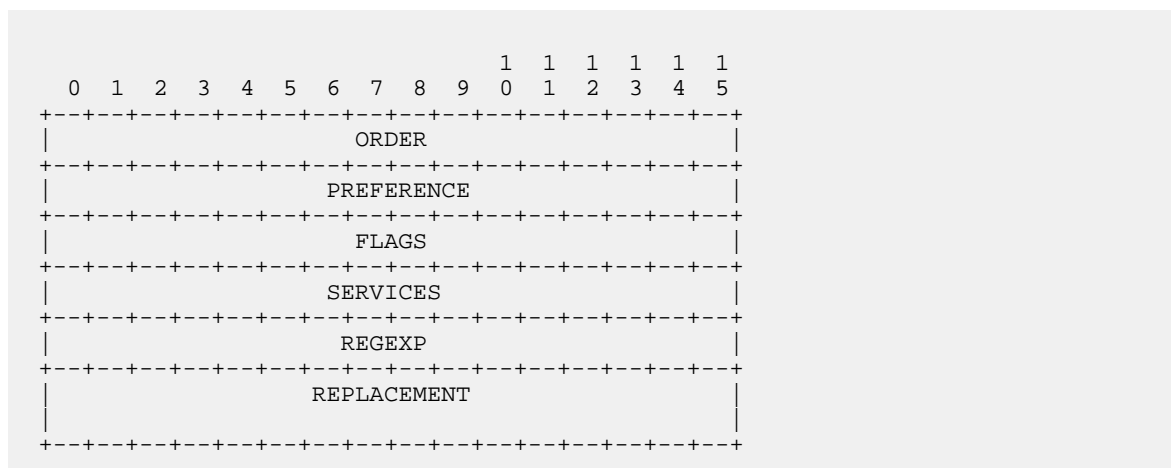 1  1  1  1  1  1
  0  1  2  3  4  5  6  7  8  9  0  1  2  3  4  5
+--+--+--+--+--+--+--+--+--+--+--+--+--+--+--+--+
|                     ORDER                     |
+--+--+--+--+--+--+--+--+--+--+--+--+--+--+--+--+
|                   PREFERENCE                  |
+--+--+--+--+--+--+--+--+--+--+--+--+--+--+--+--+
|                     FLAGS                     |
+--+--+--+--+--+--+--+--+--+--+--+--+--+--+--+--+
|                   SERVICES                    |
+--+--+--+--+--+--+--+--+--+--+--+--+--+--+--+--+
|                    REGEXP                     |
+--+--+--+--+--+--+--+--+--+--+--+--+--+--+--+--+
|                  REPLACEMENT                  |
|                                               |
+--+--+--+--+--+--+--+--+--+--+--+--+--+--+--+--+